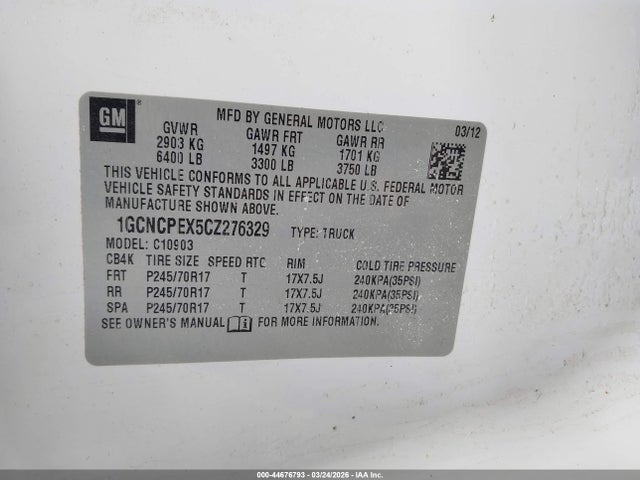 GM ®
MFD BY GENERAL MOTORS LLC
03/12
GVWR GAWR FRT GAWR RR
2903 KG 1497 KG 1701 KG
6400 LB 3300 LB 3750 LB
THIS VEHICLE CONFORMS TO ALL APPLICABLE U.S. FEDERAL MOTOR
VEHICLE SAFETY STANDARDS IN EFFECT ON THE DATE OF
MANUFACTURE SHOWN ABOVE.
1GCNCPEX5CZ276329 TYPE: TRUCK
MODEL: C10903
CB4K TIRE SIZE SPEED RTG RIM COLD TIRE PRESSURE
FRT P245/70R17 T 17X7.5J 240KPA(35PSI)
RR P245/70R17 T 17X7.5J 240KPA(35PSI)
SPA P245/70R17 T 17X7.5J 240KPA(35PSI)
SEE OWNER'S MANUAL FOR MORE INFORMATION.
000-44676793 - 03/24/2026 - IAA Inc.